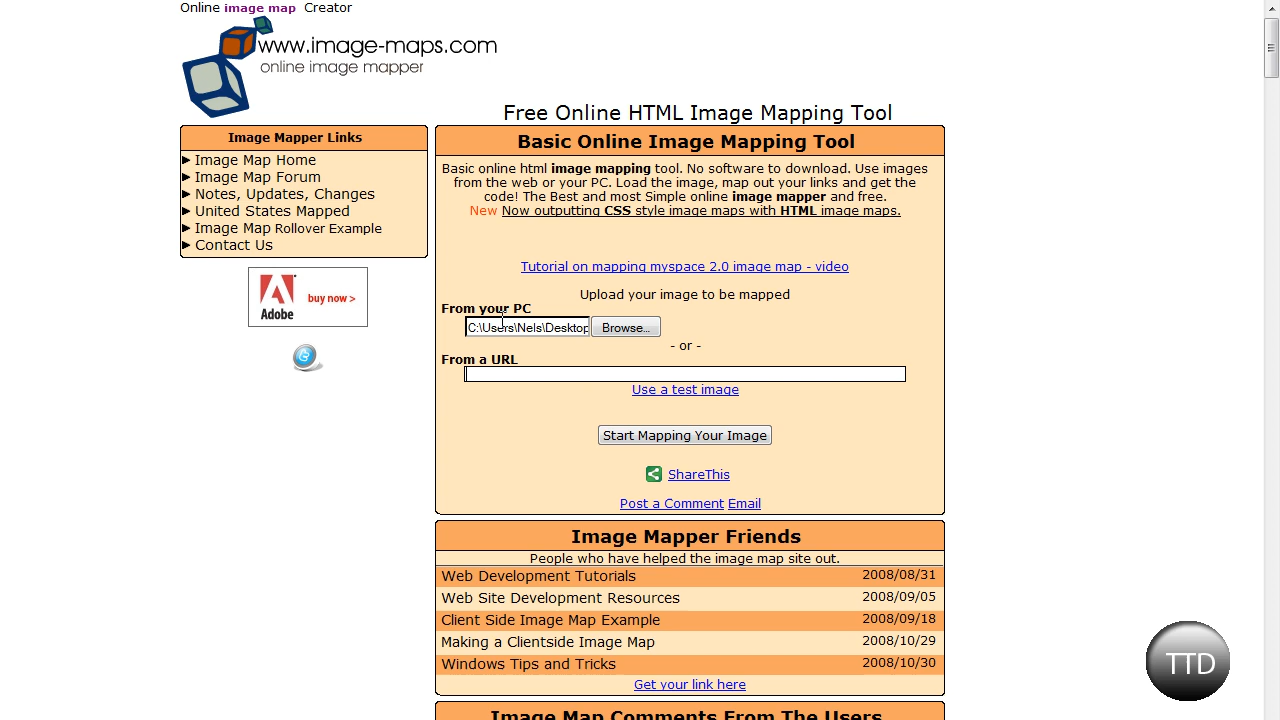 Online image map Creator
www.image-maps.com
online image mapper
Free Online HTML Image Mapping Tool
Image Mapper Links
Image Map Home
Image Map Forum
Notes, Updates, Changes
United States Mapped
Image Map Rollover Example
Contact Us
Adobe
buy now >
Basic Online Image Mapping Tool
Basic online html image mapping tool. No software to download. Use images
from the web or your PC. Load the image, map out your links and get the
code! The Best and most Simple online image mapper and free.
New Now outputting CSS style image maps with HTML image maps.
Tutorial on mapping myspace 2.0 image map - video
Upload your image to be mapped
From your PC
C:\Users\Nels\Desktop Browse...
- or -
From a URL
Use a test image
Start Mapping Your Image
ShareThis
Post a Comment Email
Image Mapper Friends
People who have helped the image map site out.
Web Development Tutorials 2008/08/31
Web Site Development Resources 2008/09/05
Client Side Image Map Example 2008/09/18
Making a Clientside Image Map 2008/10/29
Windows Tips and Tricks 2008/10/30
Get your link here
Image Map Comments From The Users
TTD